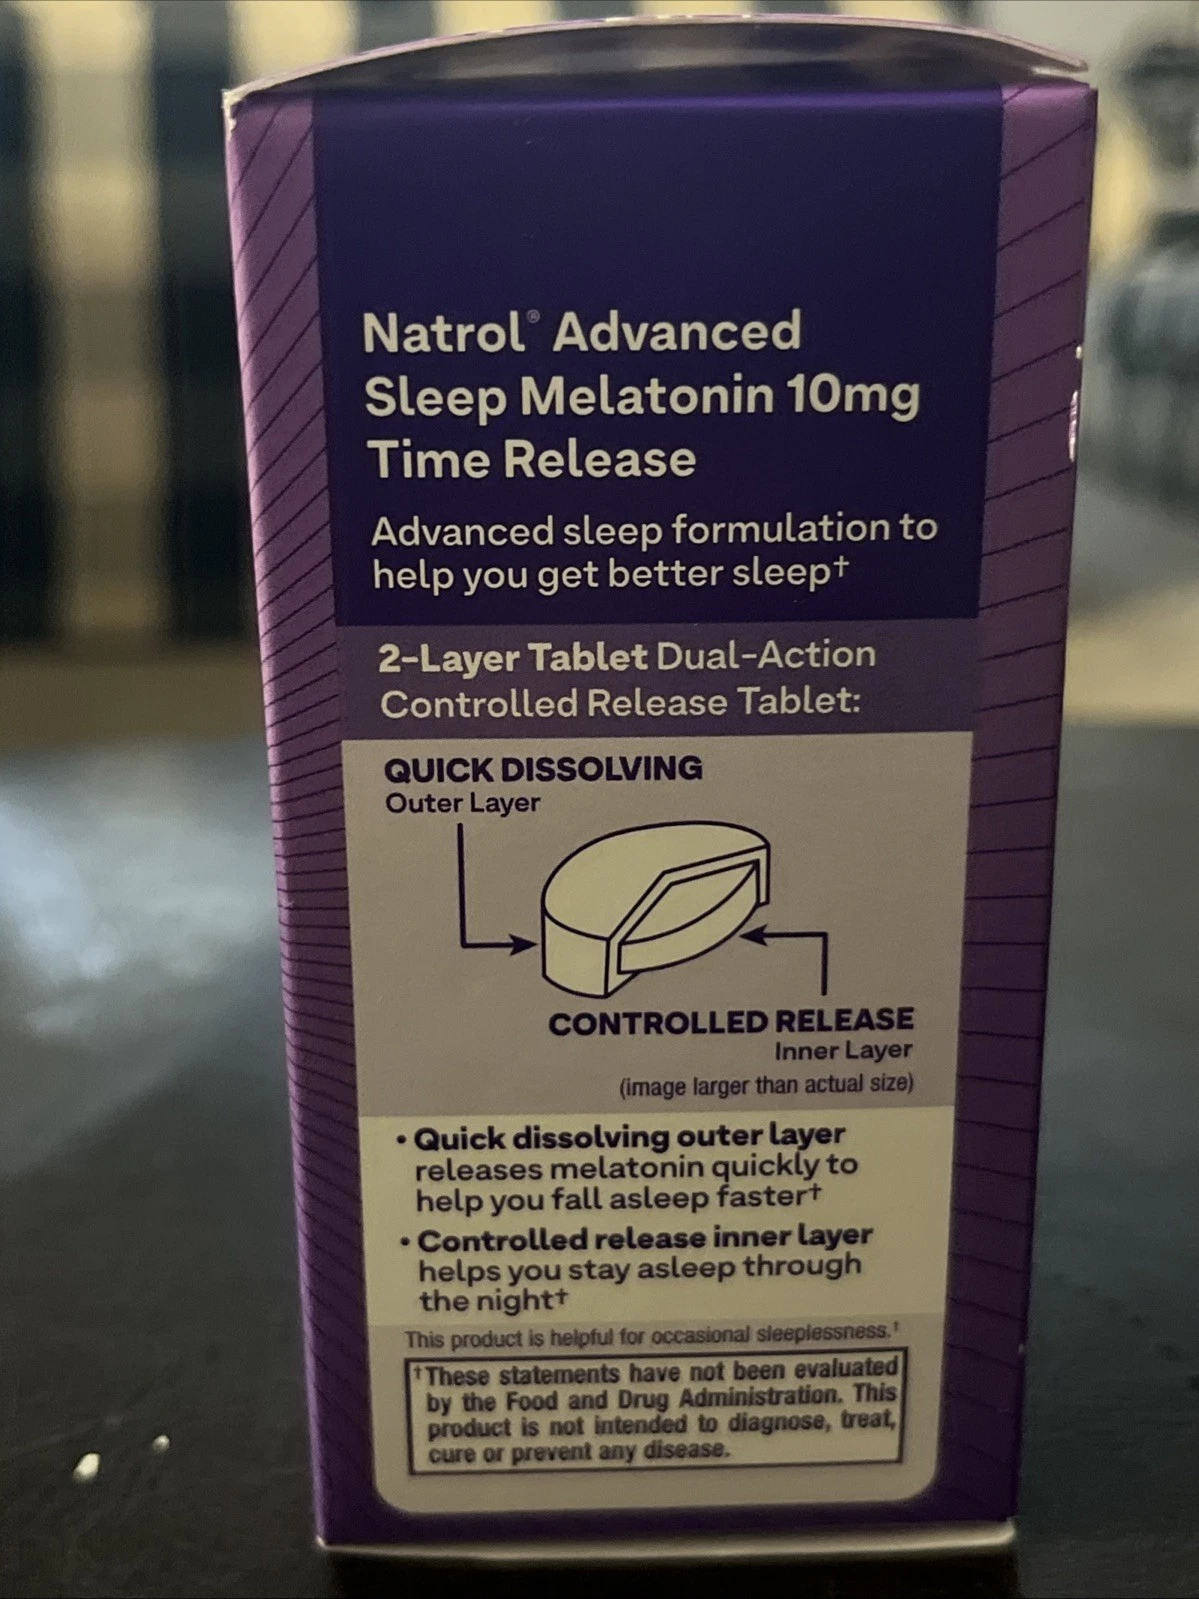 Natrol® Advanced
Sleep Melatonin 10mg
Time Release
Advanced sleep formulation to
help you get better sleep†
2-Layer Tablet Dual-Action
Controlled Release Tablet:
QUICK DISSOLVING
Outer Layer
CONTROLLED RELEASE
Inner Layer
(image larger than actual size)
• Quick dissolving outer layer
releases melatonin quickly to
help you fall asleep faster†
• Controlled release inner layer
helps you stay asleep through
the night†
This product is helpful for occasional sleeplessness.†
†These statements have not been evaluated
by the Food and Drug Administration. This
product is not intended to diagnose, treat,
cure or prevent any disease.